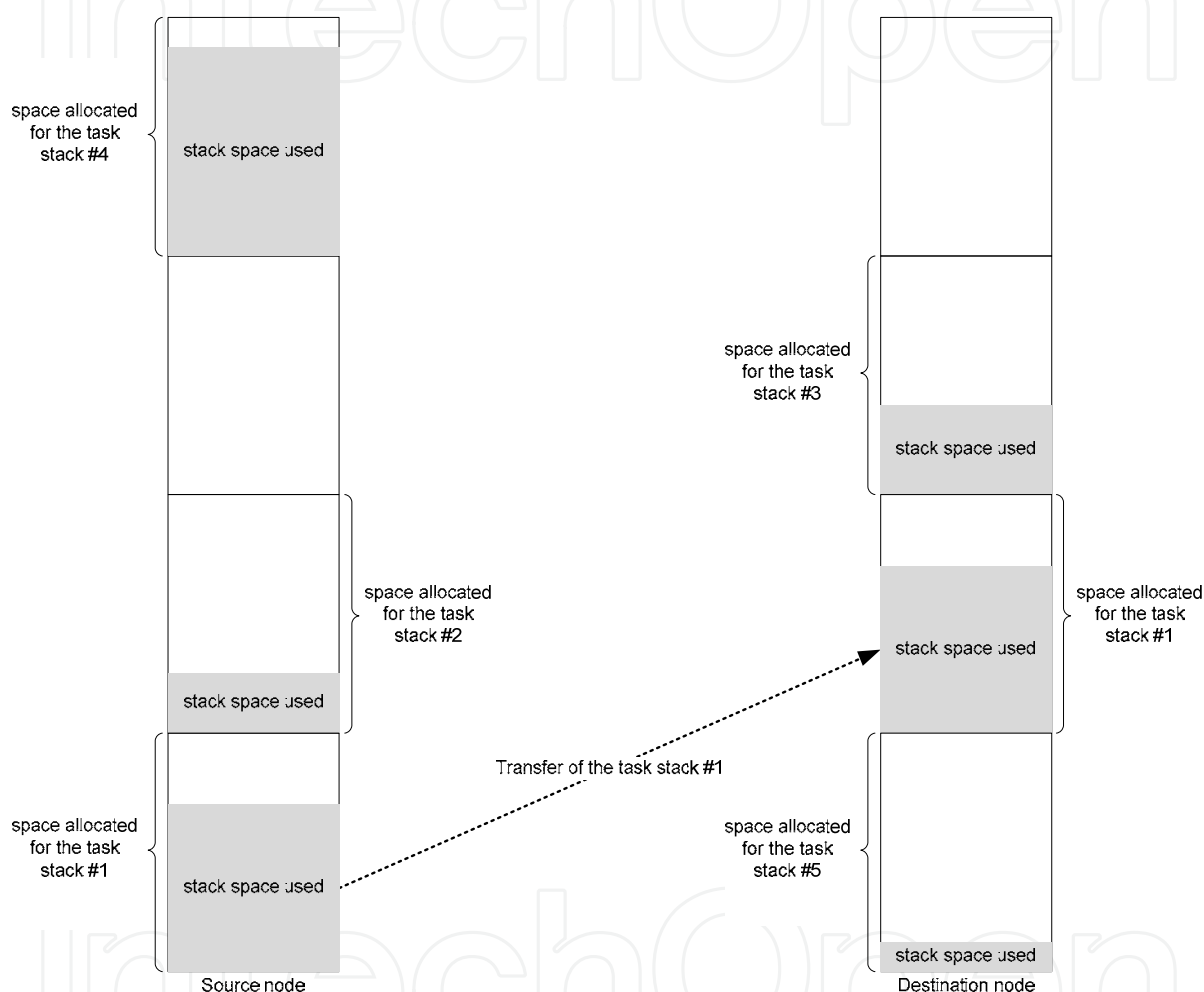 IntechOpen
space allocated
for the task
stack #4
stack space used
space allocated
for the task
stack #3
stack space used
space allocated
for the task
stack #2
stack space used
space allocated
for the task
stack #1
stack space used
Transfer of the task stack #1
space allocated
for the task
stack #1
stack space used
space allocated
for the task
stack #5
stack space used
IntechOpen
Source node
Destination node